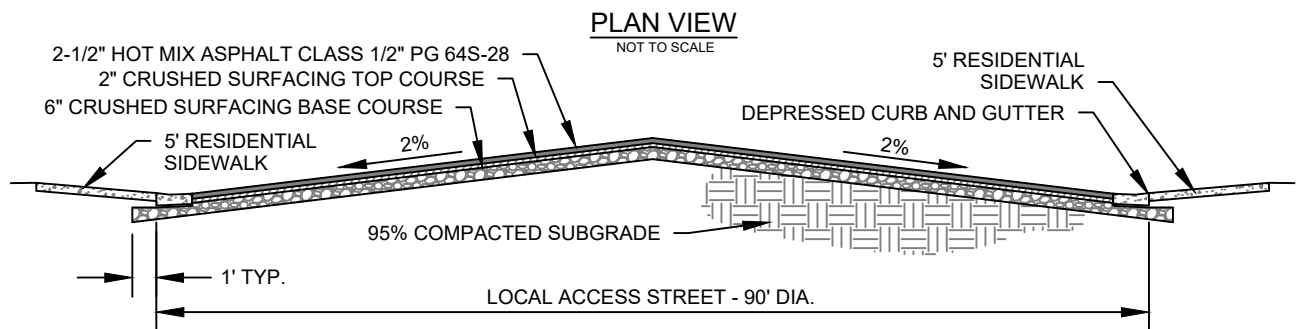 PLAN VIEW
NOT TO SCALE
2-1/2" HOT MIX ASPHALT CLASS 1/2" PG 64S-28
2" CRUSHED SURFACING TOP COURSE
6" CRUSHED SURFACING BASE COURSE
5' RESIDENTIAL
SIDEWALK
2%
2%
5' RESIDENTIAL
SIDEWALK
DEPRESSED CURB AND GUTTER
95% COMPACTED SUBGRADE
1' TYP.
LOCAL ACCESS STREET - 90' DIA.